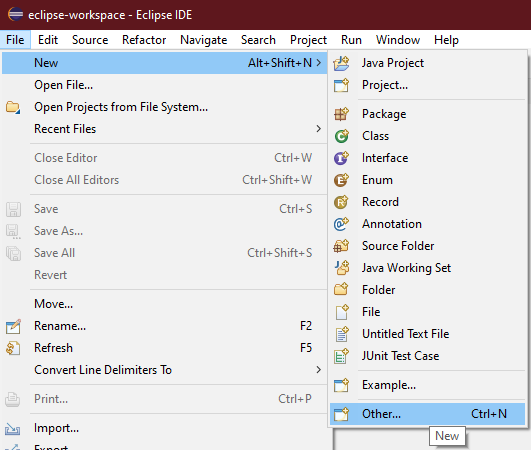 eclipse-workspace - Eclipse IDE
File Edit Source Refactor Navigate Search Project Run Window Help
New Alt+Shift+N >
Open File...
Open Projects from File System...
Recent Files >
Close Editor Ctrl+W
Close All Editors Ctrl+Shift+W
Save Ctrl+S
Save As...
Save All Ctrl+Shift+S
Revert
Move...
Rename... F2
Refresh F5
Convert Line Delimiters To >
Print... Ctrl+P
Import...
Export...
Java Project
Project...
Package
Class
Interface
Enum
Record
Annotation
Source Folder
Java Working Set
Folder
File
Untitled Text File
JUnit Test Case
Example...
Other... Ctrl+N
New